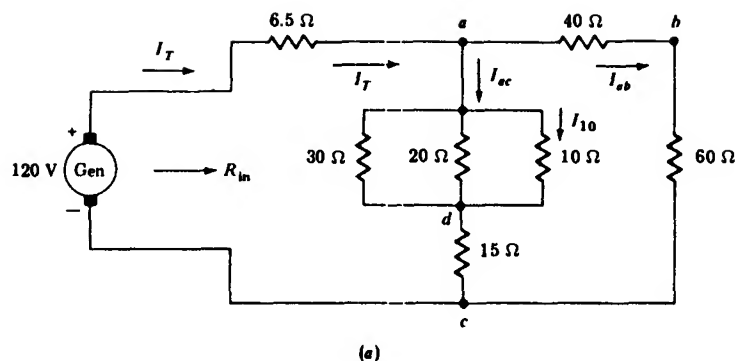 6.5 Ω
a
40 Ω
b
I_T
I_T
I_ac
I_ab
I_10
+
120 V
Gen
−
R_in
30 Ω
20 Ω
10 Ω
60 Ω
d
15 Ω
c
(a)